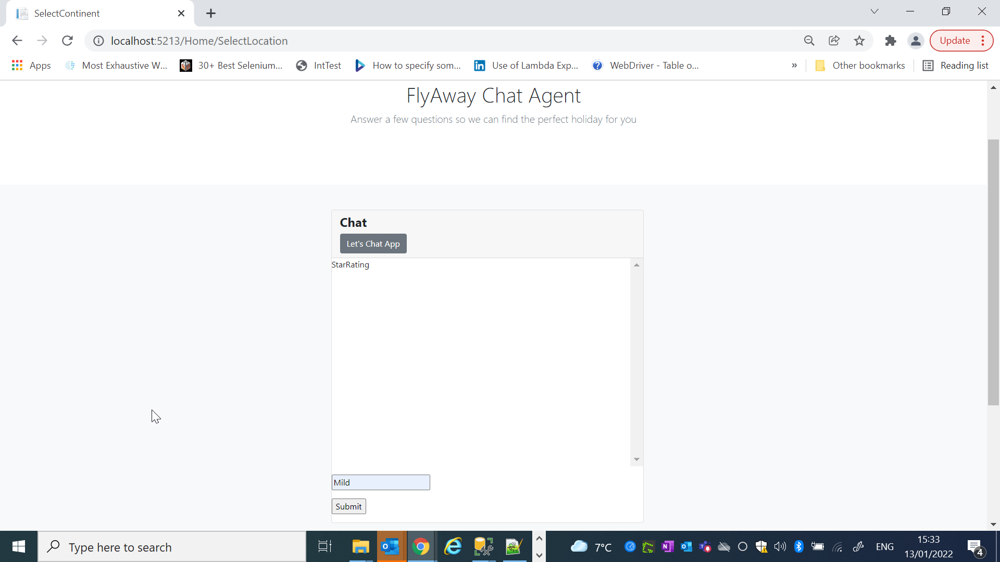 SelectContinent
localhost:5213/Home/SelectLocation
Update
Apps
Most Exhaustive W...
30+ Best Selenium...
IntTest
How to specify som...
Use of Lambda Exp...
WebDriver - Table o...
»
Other bookmarks
Reading list
FlyAway Chat Agent
Answer a few questions so we can find the perfect holiday for you
Chat
Let's Chat App
StarRating
Mild
Submit
Type here to search
7°C
ENG
15:33
13/01/2022
4